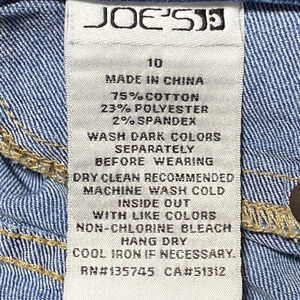 JOE'S
10
MADE IN CHINA
75% COTTON
23% POLYESTER
2% SPANDEX
WASH DARK COLORS
SEPARATELY
BEFORE WEARING
DRY CLEAN RECOMMENDED
MACHINE WASH COLD
INSIDE OUT
WITH LIKE COLORS
NON-CHLORINE BLEACH
HANG DRY
COOL IRON IF NECESSARY.
RN#135745 CA#51312